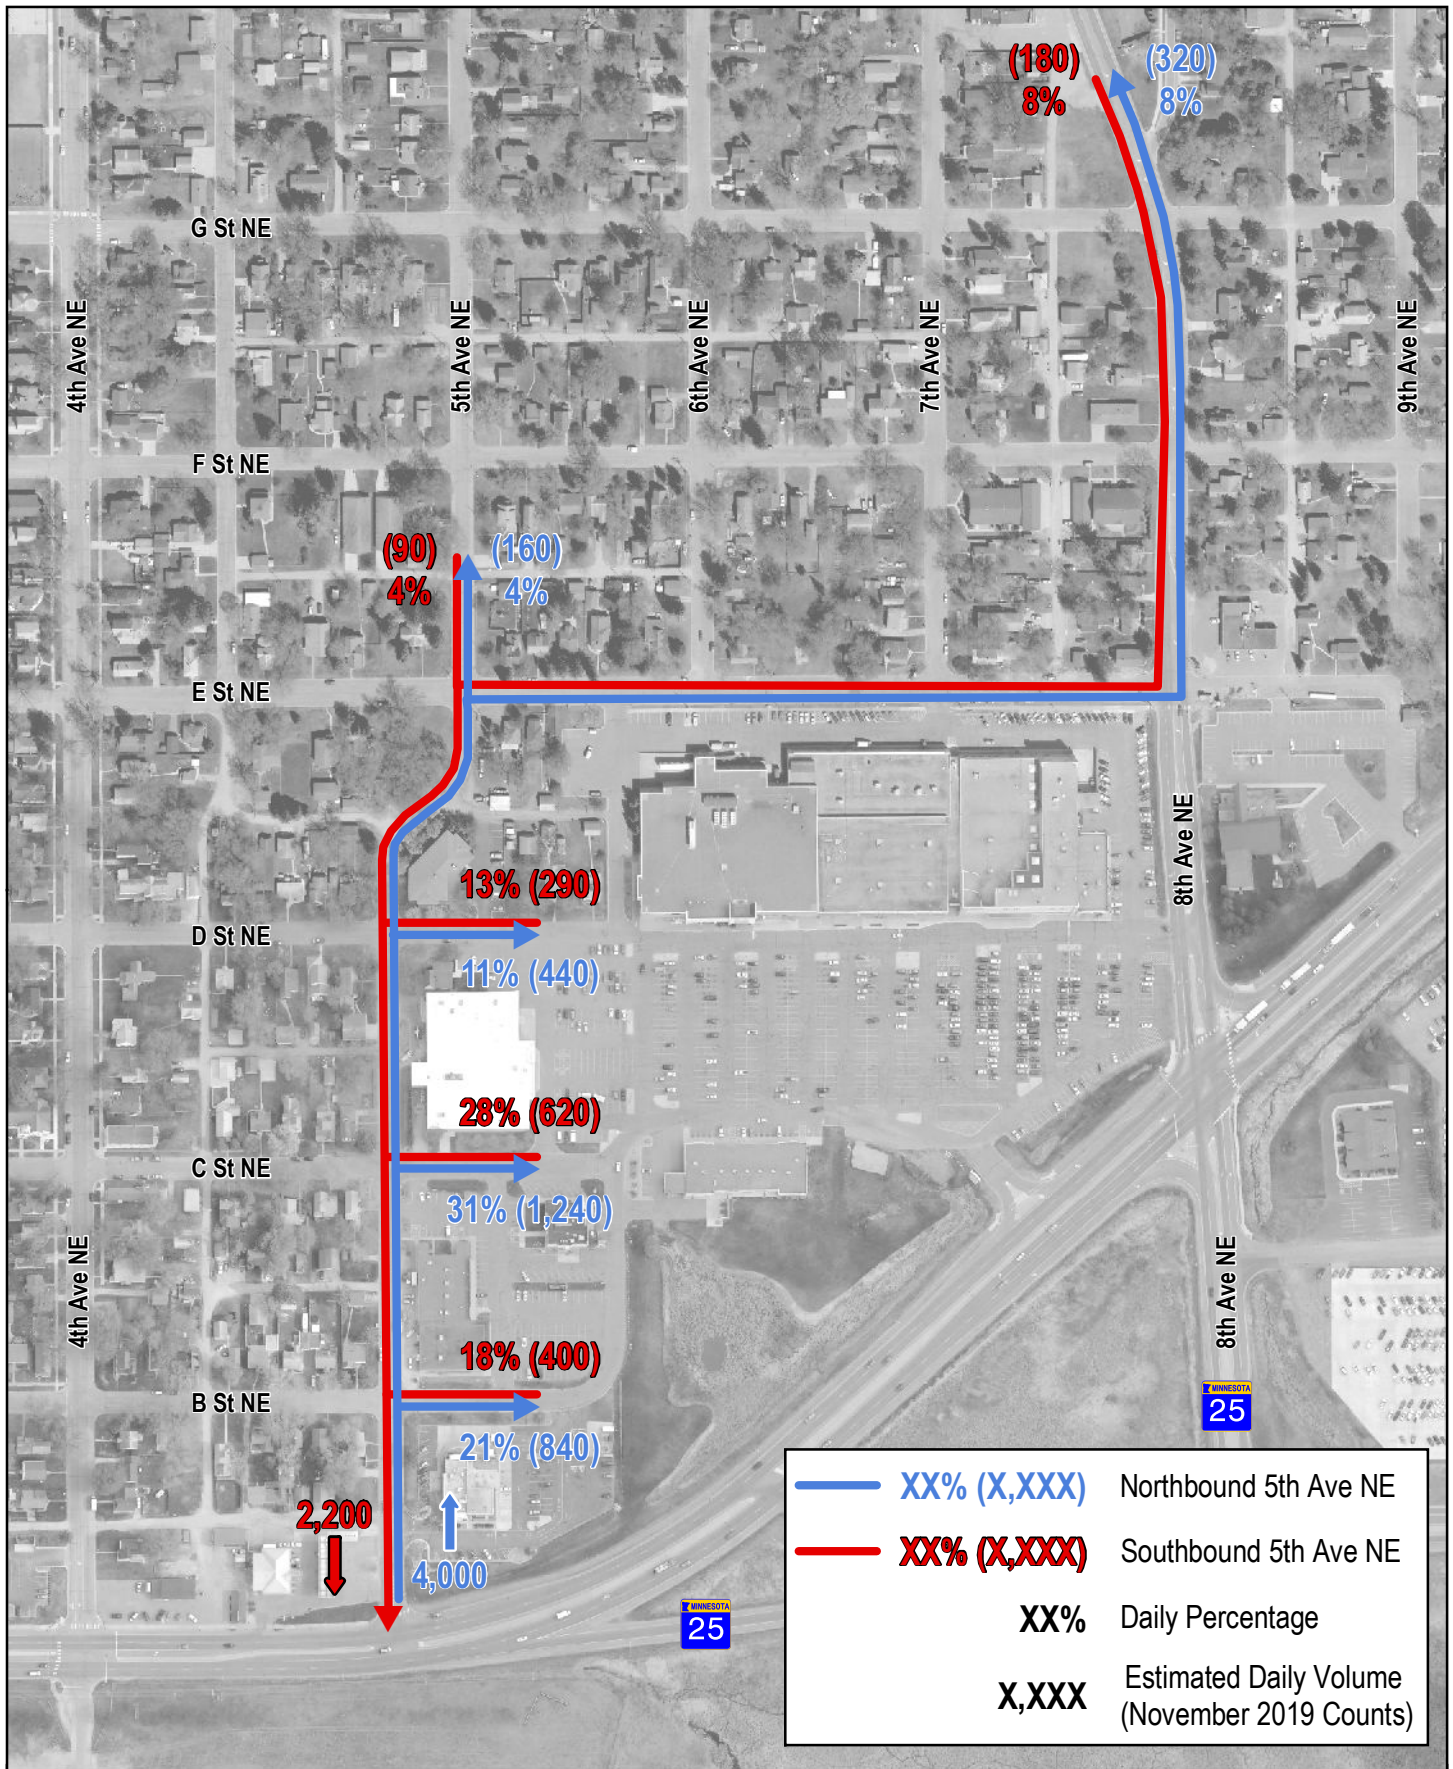 (180)
8%
(320)
8%
G St NE
4th Ave NE
5th Ave NE
6th Ave NE
7th Ave NE
9th Ave NE
F St NE
(90)
4%
(160)
4%
E St NE
8th Ave NE
13% (290)
D St NE
11% (440)
28% (620)
C St NE
31% (1,240)
4th Ave NE
8th Ave NE
18% (400)
B St NE
MINNESOTA
25
21% (840)
2,200
4,000
MINNESOTA
25
XX% (X,XXX) Northbound 5th Ave NE
XX% (X,XXX) Southbound 5th Ave NE
XX% Daily Percentage
X,XXX Estimated Daily Volume
(November 2019 Counts)